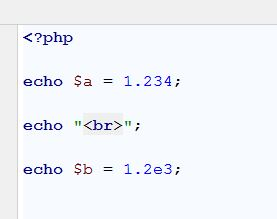 <?php
echo $a = 1.234;
echo "<br>";
echo $b = 1.2e3;